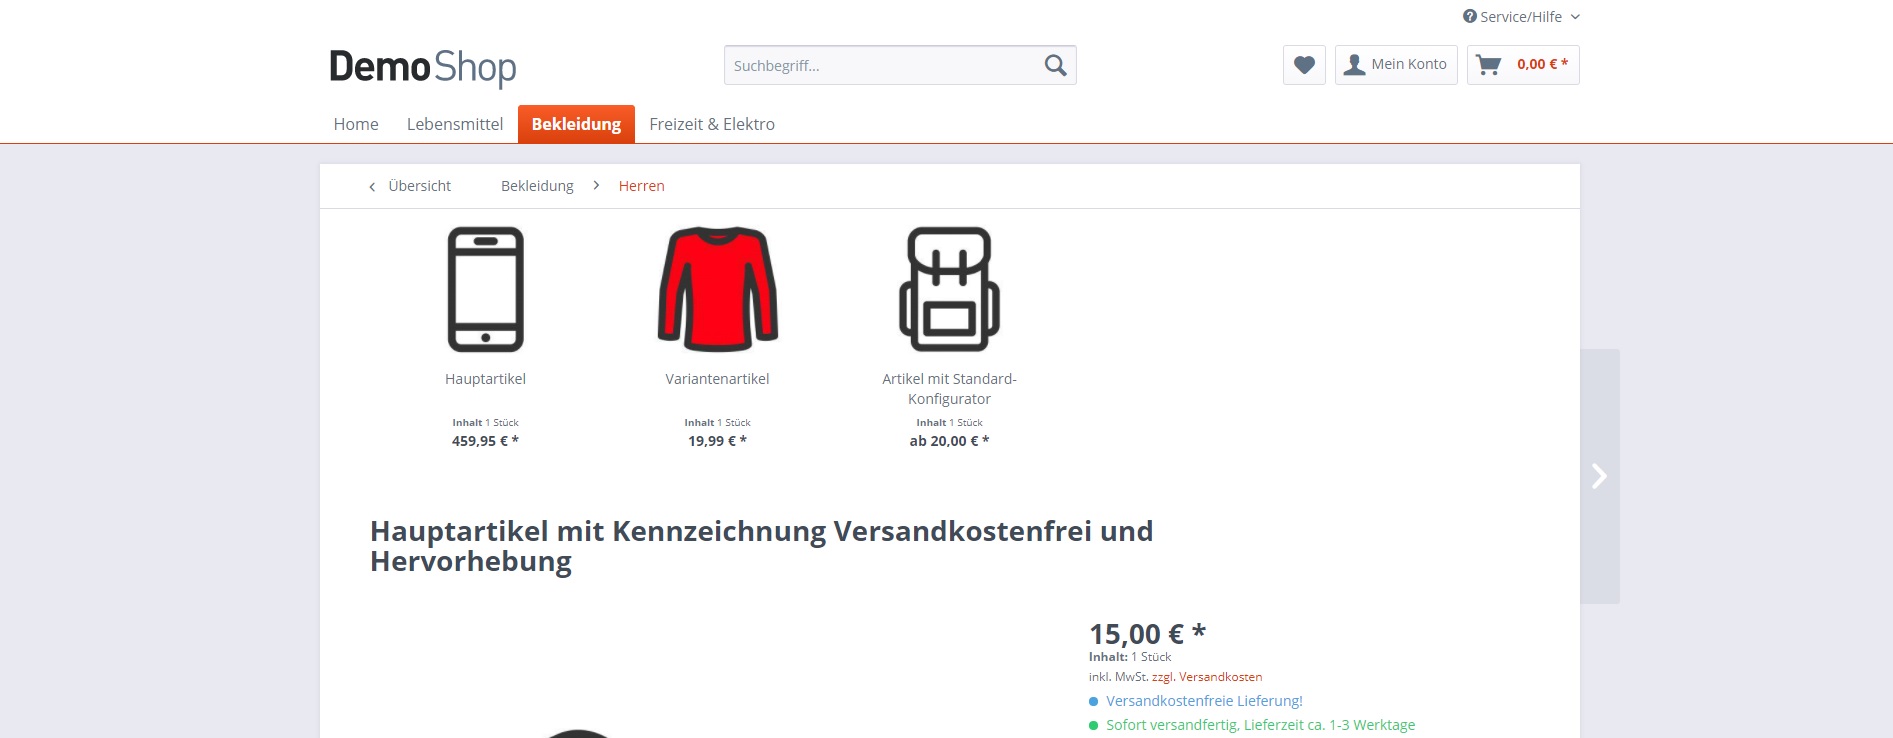 Service/Hilfe
DemoShop
Suchbegriff...
Mein Konto
0,00 € *
Home
Lebensmittel
Bekleidung
Freizeit & Elektro
Übersicht
Bekleidung
Herren
Hauptartikel
Inhalt 1 Stück
459,95 € *
Variantenartikel
Inhalt 1 Stück
19,99 € *
Artikel mit Standard-
Konfigurator
Inhalt 1 Stück
ab 20,00 € *
Hauptartikel mit Kennzeichnung Versandkostenfrei und
Hervorhebung
15,00 € *
Inhalt: 1 Stück
inkl. MwSt. zzgl. Versandkosten
Versandkostenfreie Lieferung!
Sofort versandfertig, Lieferzeit ca. 1-3 Werktage